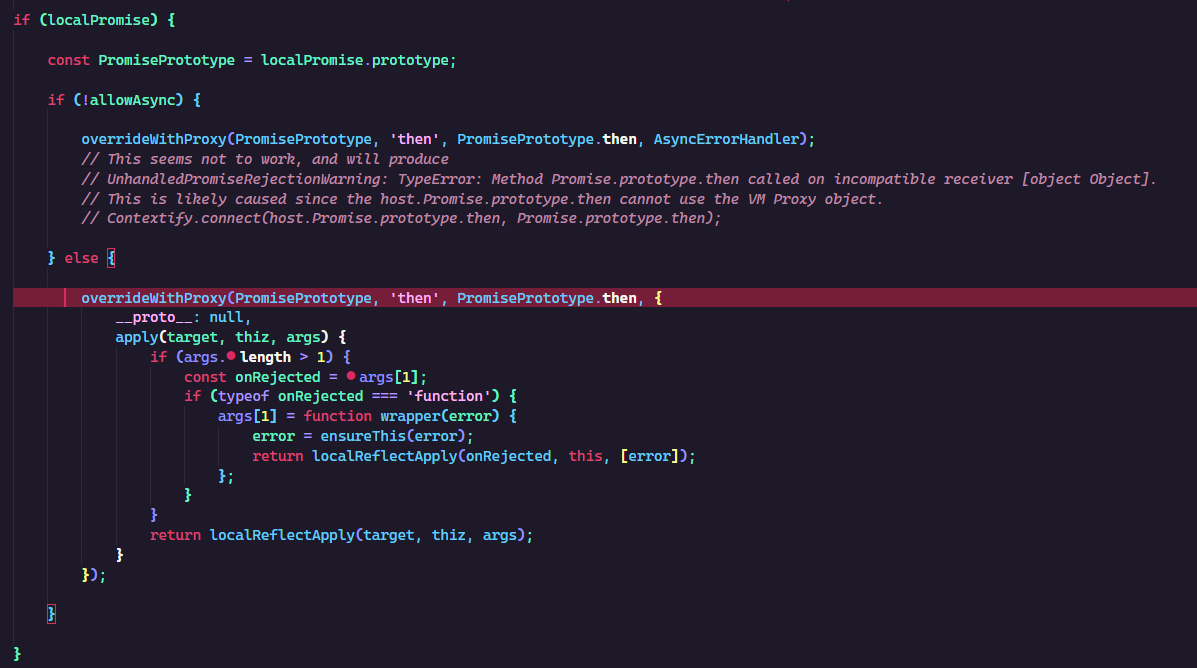 if (localPromise) {
const PromisePrototype = localPromise.prototype;
if (!allowAsync) {
overrideWithProxy(PromisePrototype, 'then', PromisePrototype.then, AsyncErrorHandler);
// This seems not to work, and will produce
// UnhandledPromiseRejectionWarning: TypeError: Method Promise.prototype.then called on incompatible receiver [object Object].
// This is likely caused since the host.Promise.prototype.then cannot use the VM Proxy object.
// Contextify.connect(host.Promise.prototype.then, Promise.prototype.then);
} else {
overrideWithProxy(PromisePrototype, 'then', PromisePrototype.then, {
__proto__: null,
apply(target, thiz, args) {
if (args.length > 1) {
const onRejected = args[1];
if (typeof onRejected === 'function') {
args[1] = function wrapper(error) {
error = ensureThis(error);
return localReflectApply(onRejected, this, [error]);
};
}
}
return localReflectApply(target, thiz, args);
}
});
}
}